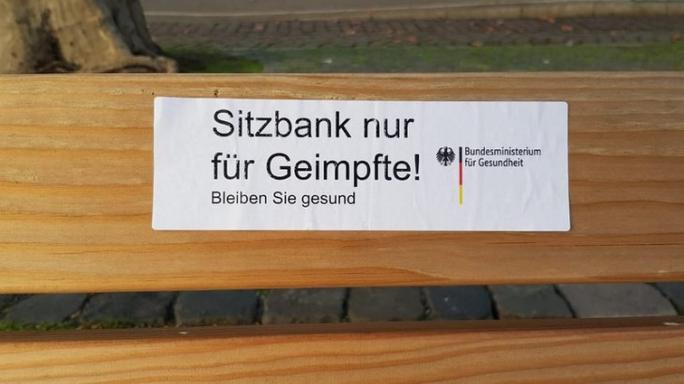 Sitzbank nur
für Geimpfte!
Bleiben Sie gesund
Bundesministerium
für Gesundheit